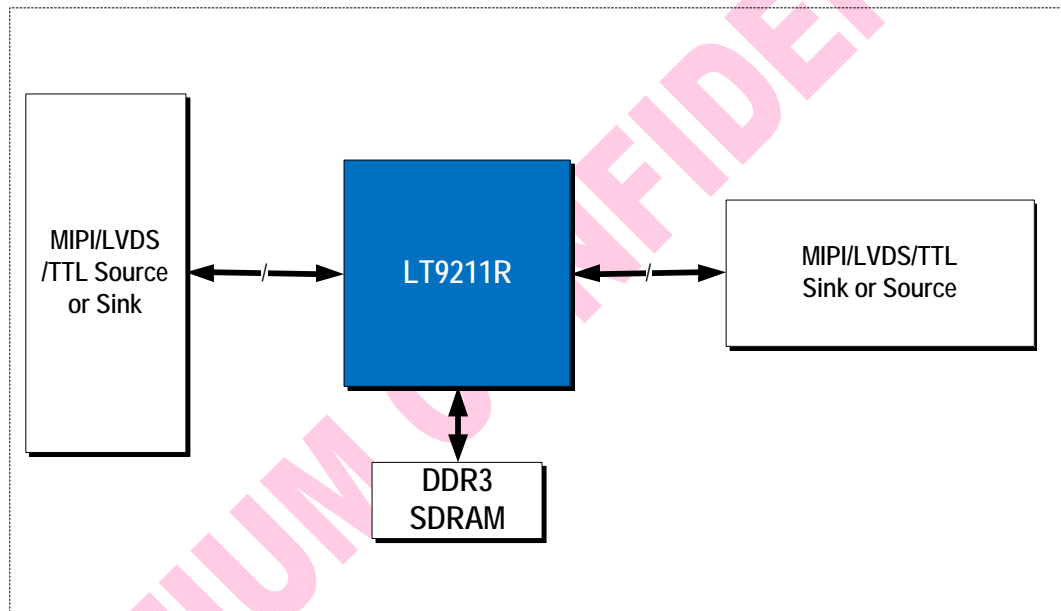 MIPI/LVDS
/TTL Source
or Sink
LT9211R
MIPI/LVDS/TTL
Sink or Source
DDR3
SDRAM